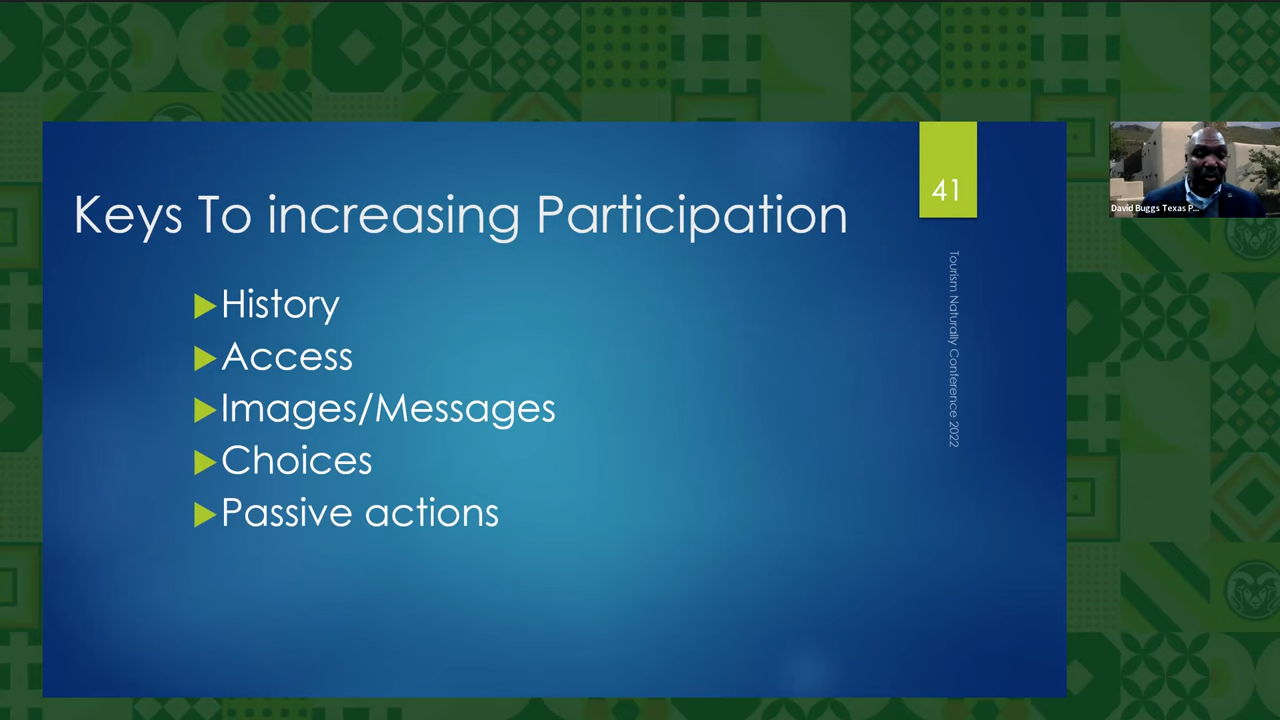 Keys To increasing Participation
41
History
Access
Images/Messages
Choices
Passive actions
Tourism Naturally Conference 2022
David Buggs Texas P...